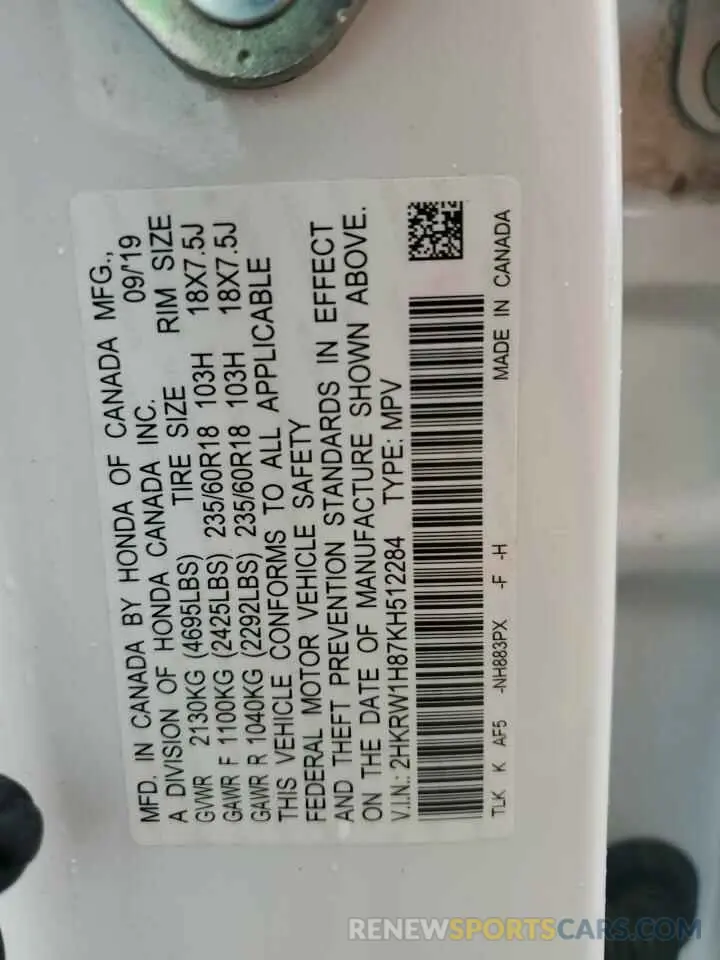 MFD. IN CANADA BY HONDA OF CANADA MFG.,
A DIVISION OF HONDA CANADA INC. 09/19
GVWR 2130KG (4695LBS) TIRE SIZE RIM SIZE
GAWR F 1100KG (2425LBS) 235/60R18 103H 18X7.5J
GAWR R 1040KG (2292LBS) 235/60R18 103H 18X7.5J
THIS VEHICLE CONFORMS TO ALL APPLICABLE
FEDERAL MOTOR VEHICLE SAFETY
AND THEFT PREVENTION STANDARDS IN EFFECT
ON THE DATE OF MANUFACTURE SHOWN ABOVE.
V.I.N.: 2HKRW1H87KH512284 TYPE: MPV
TLK K AF5 -NH883PX -F -H MADE IN CANADA
RENEWSPORTSCARS.COM